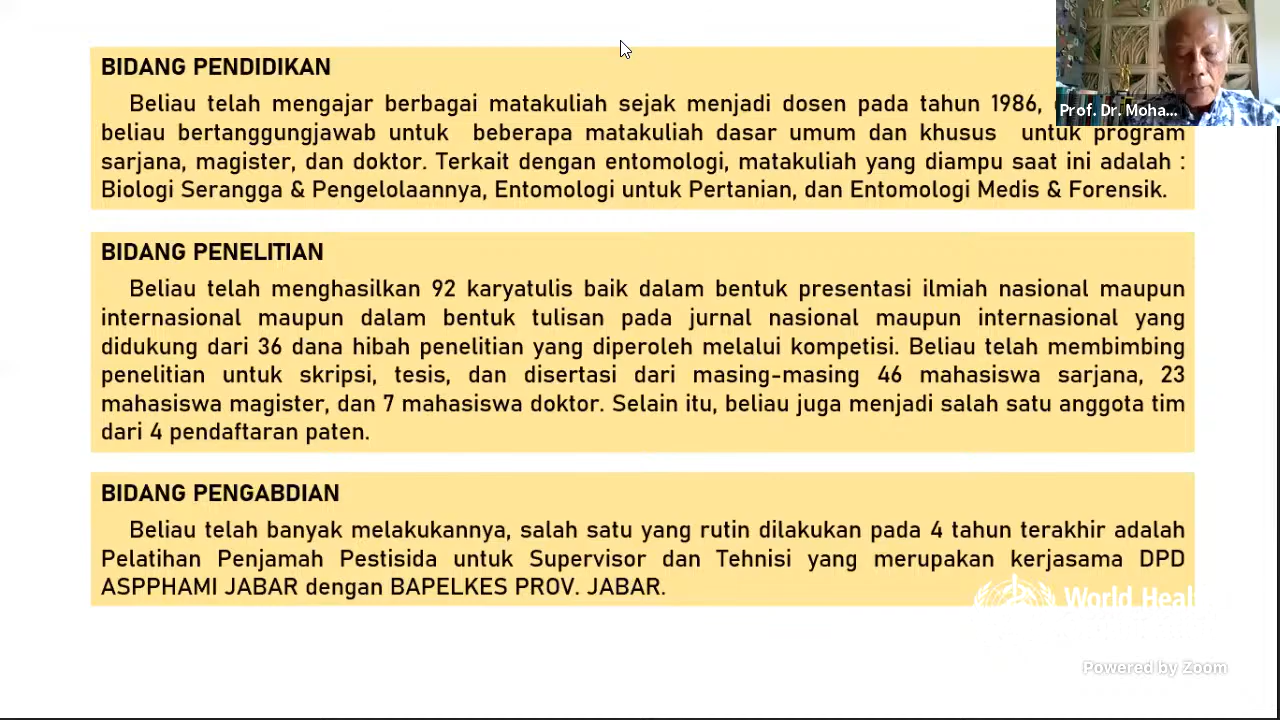 BIDANG PENDIDIKAN
Beliau telah mengajar berbagai matakuliah sejak menjadi dosen pada tahun 1986,
beliau bertanggungjawab untuk beberapa matakuliah dasar umum dan khusus untuk program
sarjana, magister, dan doktor. Terkait dengan entomologi, matakuliah yang diampu saat ini adalah :
Biologi Serangga & Pengelolaannya, Entomologi untuk Pertanian, dan Entomologi Medis & Forensik.
Prof. Dr. Moha...
BIDANG PENELITIAN
Beliau telah menghasilkan 92 karyatulis baik dalam bentuk presentasi ilmiah nasional maupun
internasional maupun dalam bentuk tulisan pada jurnal nasional maupun internasional yang
didukung dari 36 dana hibah penelitian yang diperoleh melalui kompetisi. Beliau telah membimbing
penelitian untuk skripsi, tesis, dan disertasi dari masing-masing 46 mahasiswa sarjana, 23
mahasiswa magister, dan 7 mahasiswa doktor. Selain itu, beliau juga menjadi salah satu anggota tim
dari 4 pendaftaran paten.
BIDANG PENGABDIAN
Beliau telah banyak melakukannya, salah satu yang rutin dilakukan pada 4 tahun terakhir adalah
Pelatihan Penjamah Pestisida untuk Supervisor dan Tehnisi yang merupakan kerjasama DPD
ASPPHAMI JABAR dengan BAPELKES PROV. JABAR.
World Heal
Powered by Zoom